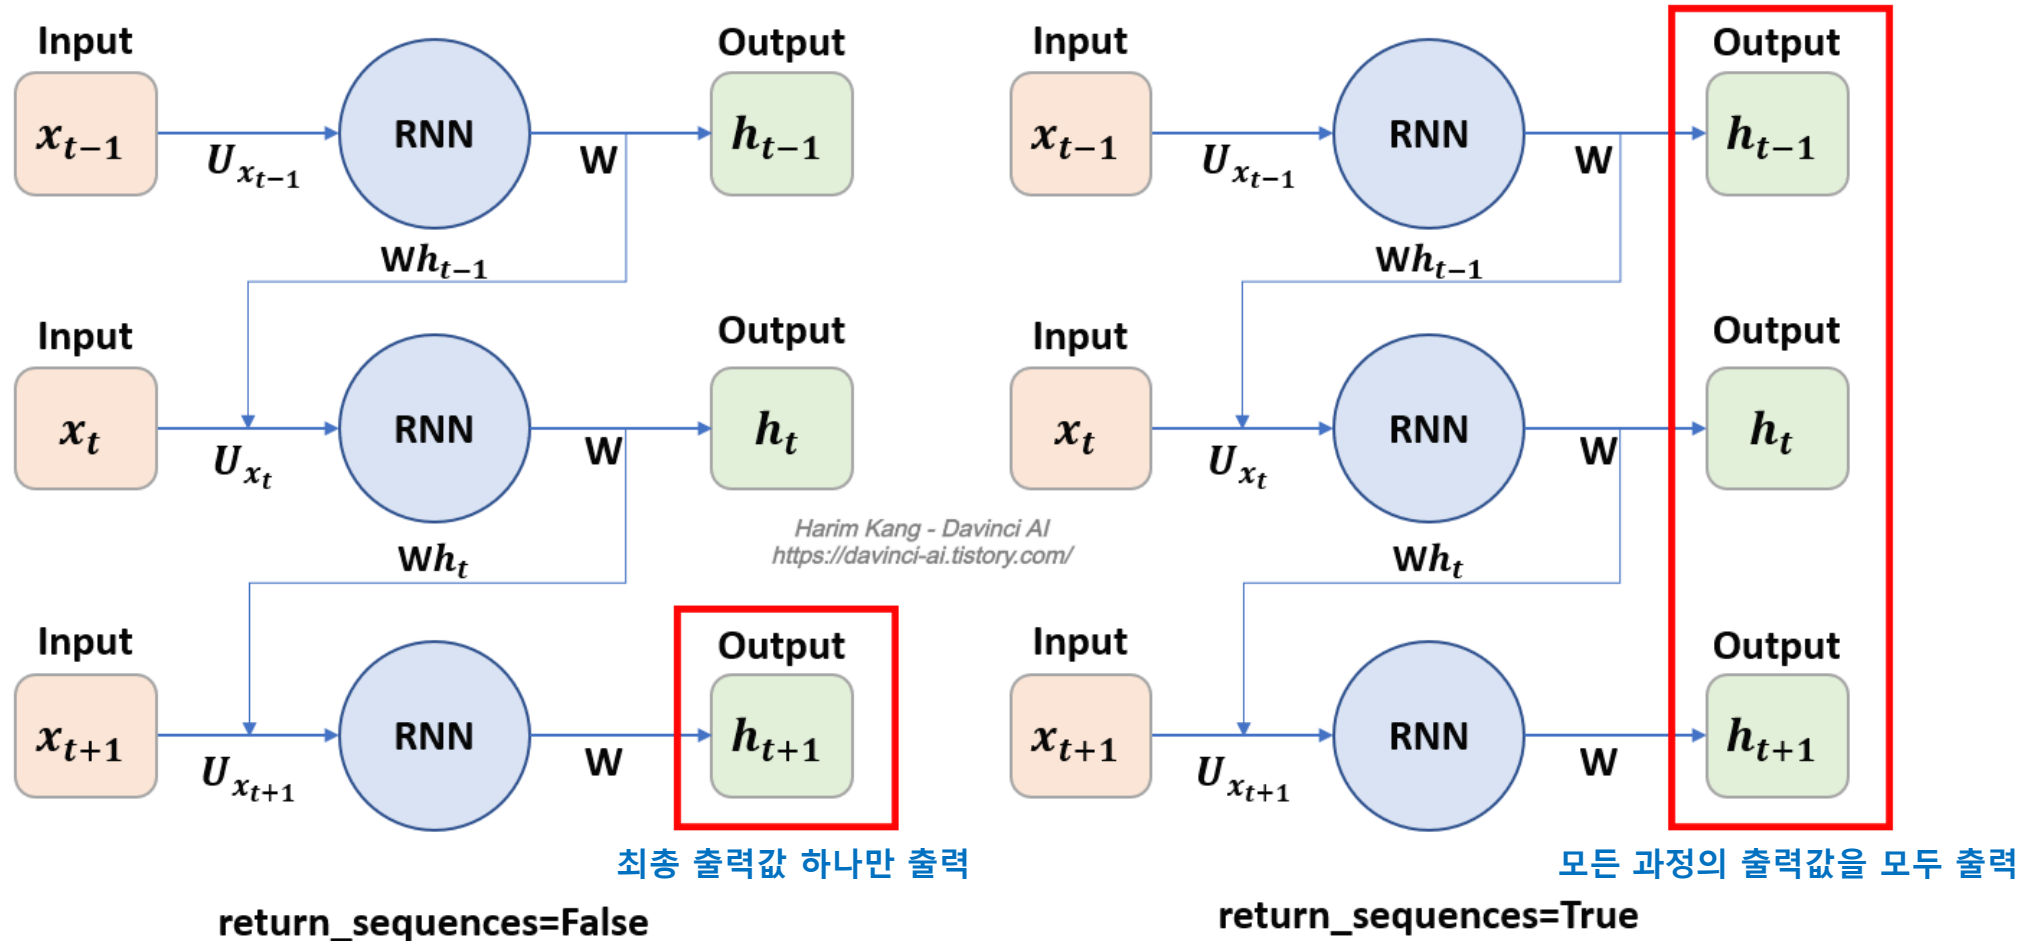 Input
Output
x_{t-1}
RNN
h_{t-1}
U_{x_{t-1}}
W
Wh_{t-1}
Input
Output
x_t
RNN
h_t
U_{x_t}
W
Wh_t
Input
Output
x_{t+1}
RNN
h_{t+1}
U_{x_{t+1}}
W
최총 출력값 하나만 출력
return_sequences=False
Harim Kang - Davinci AI
https://davinci-ai.tistory.com/
Input
Output
x_{t-1}
RNN
h_{t-1}
U_{x_{t-1}}
W
Wh_{t-1}
Input
Output
x_t
RNN
h_t
U_{x_t}
W
Wh_t
Input
Output
x_{t+1}
RNN
h_{t+1}
U_{x_{t+1}}
W
모든 과정의 출력값을 모두 출력
return_sequences=True